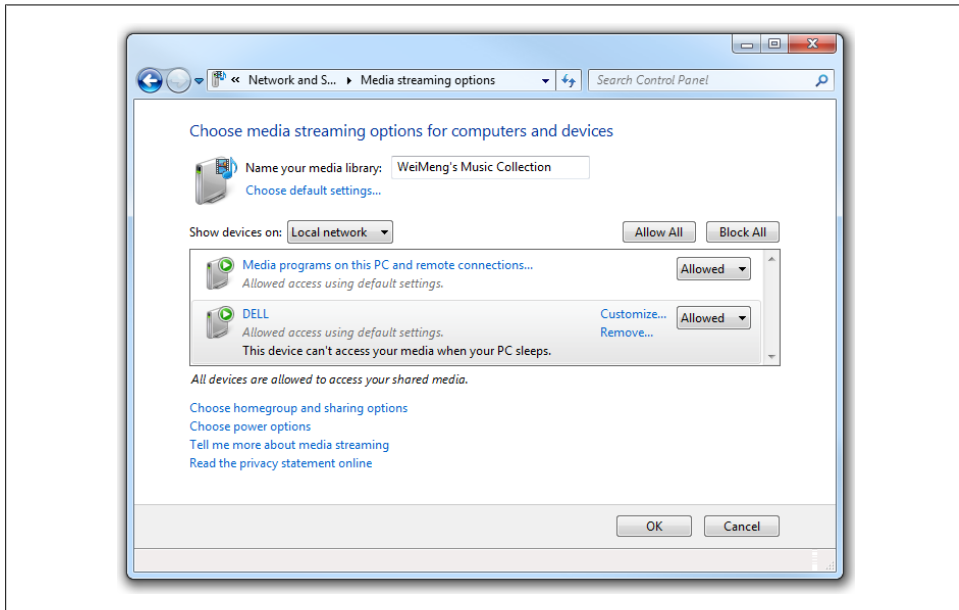 « Network and S... ▸ Media streaming options Search Control Panel
Choose media streaming options for computers and devices
Name your media library: WeiMeng's Music Collection
Choose default settings...
Show devices on: Local network Allow All Block All
Media programs on this PC and remote connections... Allowed
Allowed access using default settings.
DELL Customize... Allowed
Allowed access using default settings. Remove...
This device can't access your media when your PC sleeps.
All devices are allowed to access your shared media.
Choose homegroup and sharing options
Choose power options
Tell me more about media streaming
Read the privacy statement online
OK Cancel